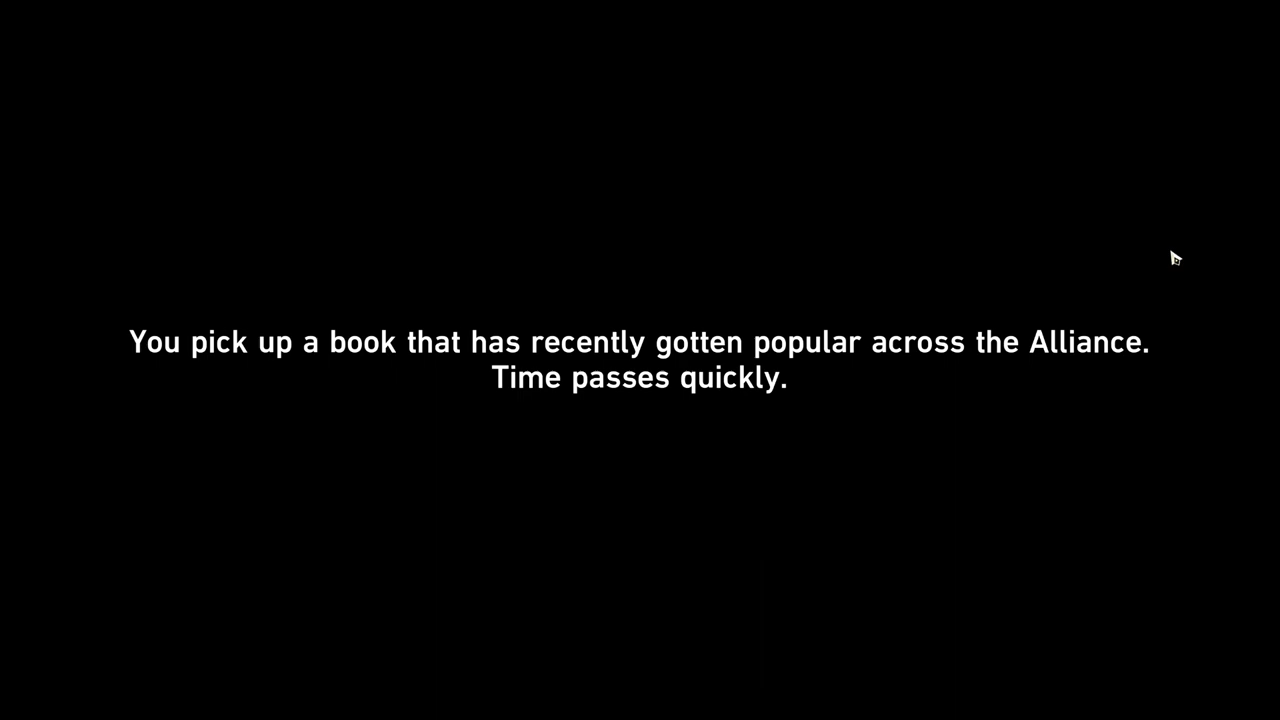 You pick up a book that has recently gotten popular across the Alliance.
Time passes quickly.